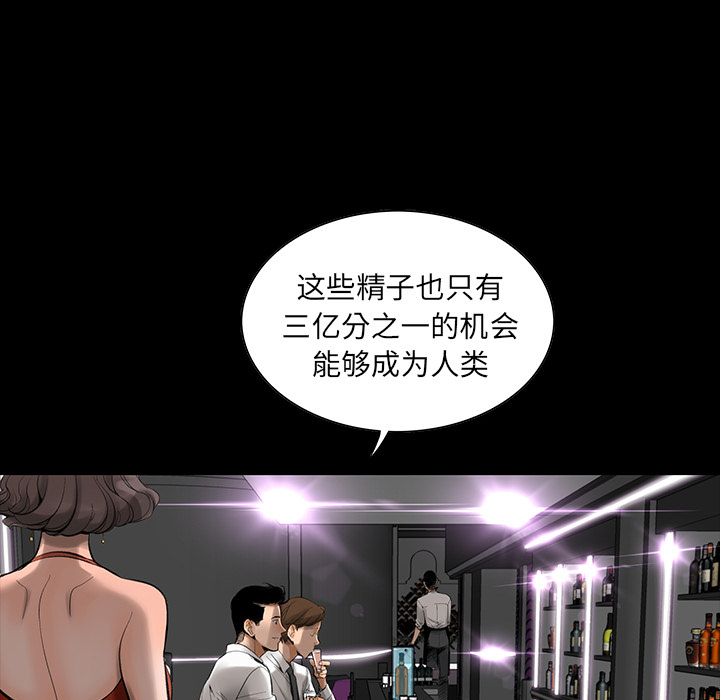 这些精子也只有
三亿分之一的机会
能够成为人类